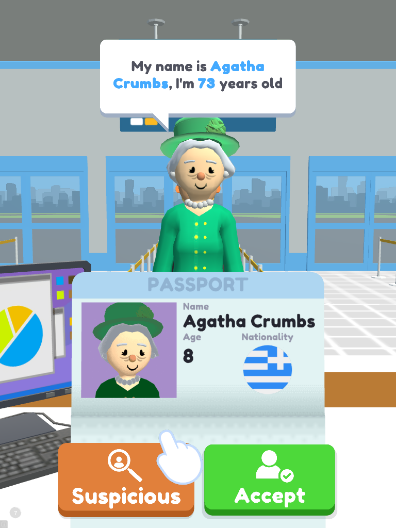 My name is Agatha
Crumbs, I'm 73 years old
PASSPORT
Name
Agatha Crumbs
Age
Nationality
8
Suspicious
Accept